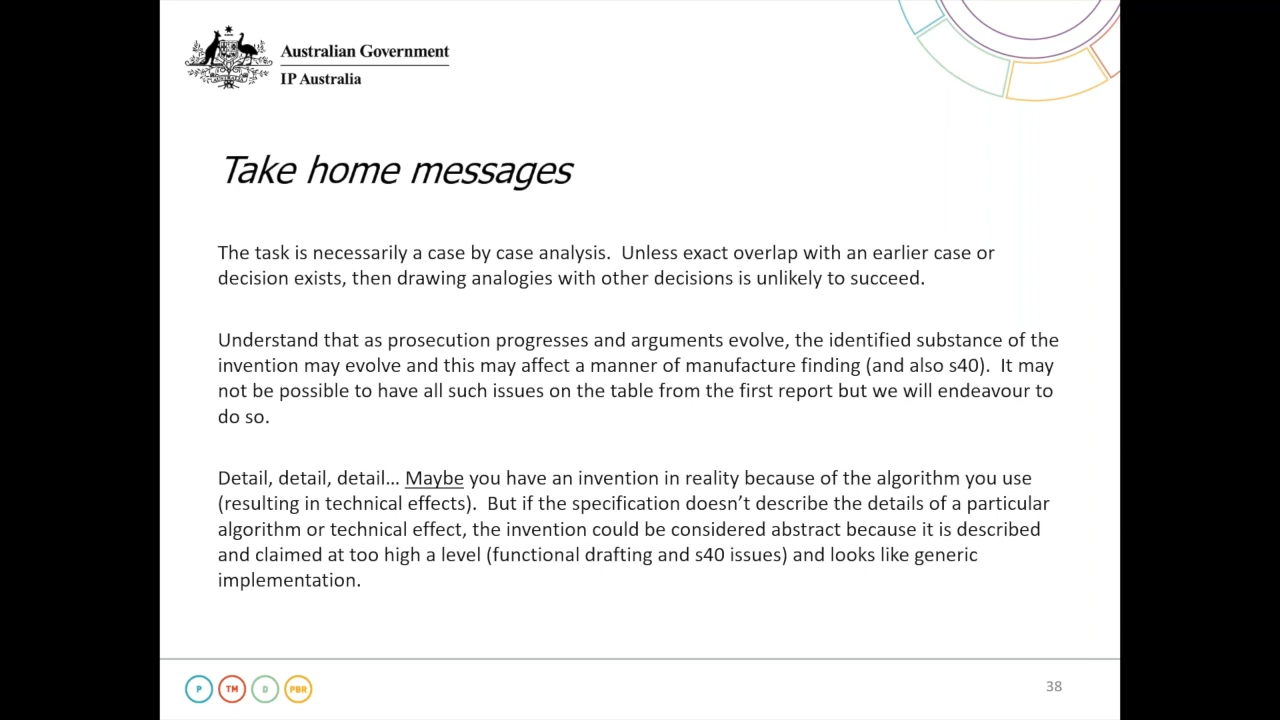 Australian Government
IP Australia
Take home messages
The task is necessarily a case by case analysis.  Unless exact overlap with an earlier case or
decision exists, then drawing analogies with other decisions is unlikely to succeed.
Understand that as prosecution progresses and arguments evolve, the identified substance of the
invention may evolve and this may affect a manner of manufacture finding (and also s40).  It may
not be possible to have all such issues on the table from the first report but we will endeavour to
do so.
Detail, detail, detail… Maybe you have an invention in reality because of the algorithm you use
(resulting in technical effects).  But if the specification doesn’t describe the details of a particular
algorithm or technical effect, the invention could be considered abstract because it is described
and claimed at too high a level (functional drafting and s40 issues) and looks like generic
implementation.
P TM D PBR
38